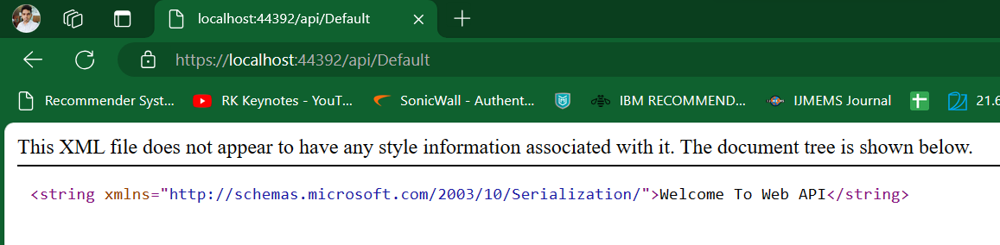 localhost:44392/api/Default
https://localhost:44392/api/Default
Recommender Syst... RK Keynotes - YouT... SonicWall - Authent... IBM RECOMMEND... IJMEMS Journal 21.6
This XML file does not appear to have any style information associated with it. The document tree is shown below.
<string xmlns="http://schemas.microsoft.com/2003/10/Serialization/">Welcome To Web API</string>